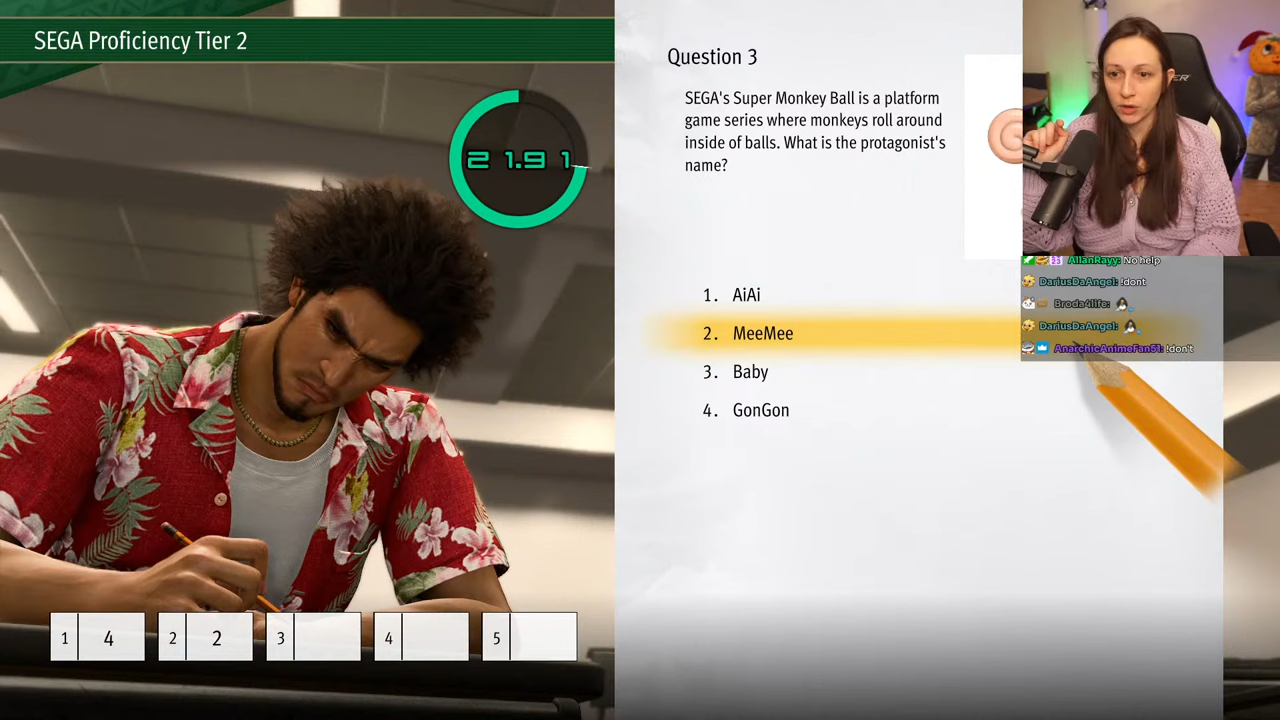 SEGA Proficiency Tier 2
21.91
Question 3
SEGA's Super Monkey Ball is a platform
game series where monkeys roll around
inside of balls. What is the protagonist's
name?
1. AiAi
2. MeeMee
3. Baby
4. GonGon
AllanRayy: No help
DariusDaAngel: !dont
Broda4life:
DariusDaAngel:
AnarchicAnimeFan51: !don't
1 4
2 2
3
4
5